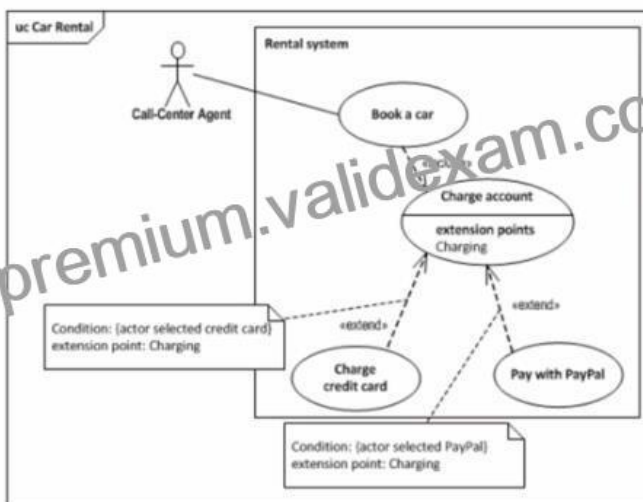 uc Car Rental
Rental system
Call-Center Agent
Book a car
Charge account
extension points
Charging
Condition: {actor selected credit card}
extension point: Charging
«extend»
«extend»
Charge
credit card
Pay with PayPal
Condition: {actor selected PayPal}
extension point: Charging
premium.validexam.co